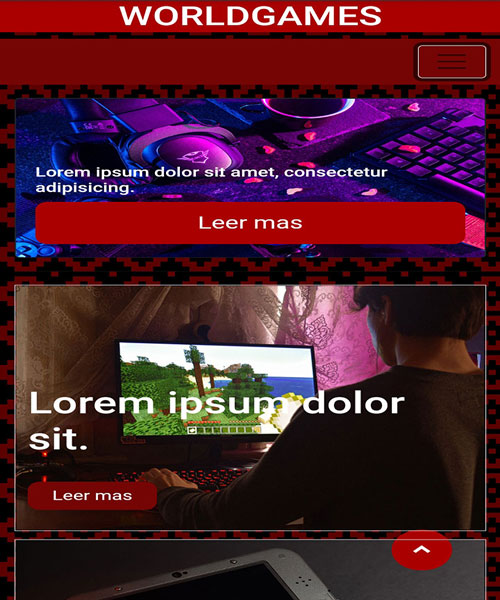 WORLDGAMES
Lorem ipsum dolor sit amet, consectetur
adipisicing.
Leer mas
Lorem ipsum dolor
sit.
Leer mas